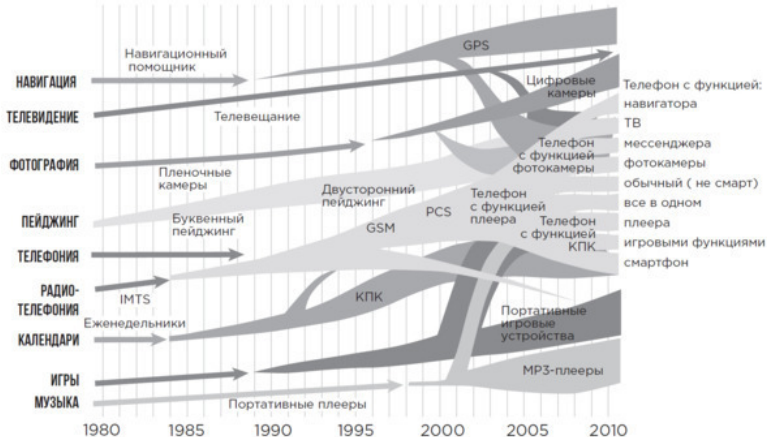 НАВИГАЦИЯ
ТЕЛЕВИДЕНИЕ
ФОТОГРАФИЯ
ПЕЙДЖИНГ
ТЕЛЕФОНИЯ
РАДИО-
ТЕЛЕФОНИЯ
КАЛЕНДАРИ
ИГРЫ
МУЗЫКА
Навигационный
помощник
Телевещание
Пленочные
камеры
Буквенный
пейджинг
IMTS
Еженедельники
Портативные плееры
GPS
Цифровые
камеры
Двусторонний
пейджинг
GSM
PCS
КПК
Телефон
с функцией
фотокамеры
Телефон
с функцией
плеера
Телефон
с функцией
КПК
Портативные
игровые
устройства
МР3-плееры
Телефон с функцией:
навигатора
ТВ
мессенджера
фотокамеры
обычный ( не смарт)
все в одном
плеера
игровыми функциями
смартфон
1980 1985 1990 1995 2000 2005 2010